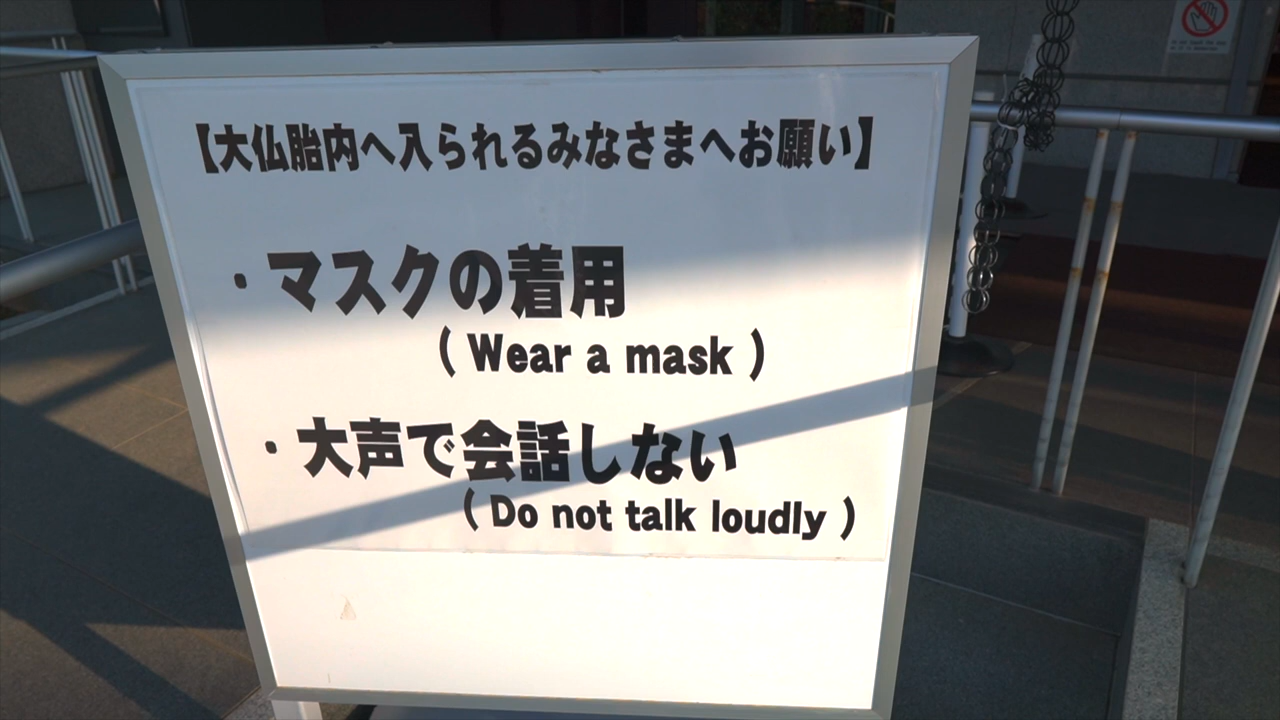 【大仏胎内へ入られるみなさまへお願い】
・マスクの着用
( Wear a mask )
・大声で会話しない
( Do not talk loudly )